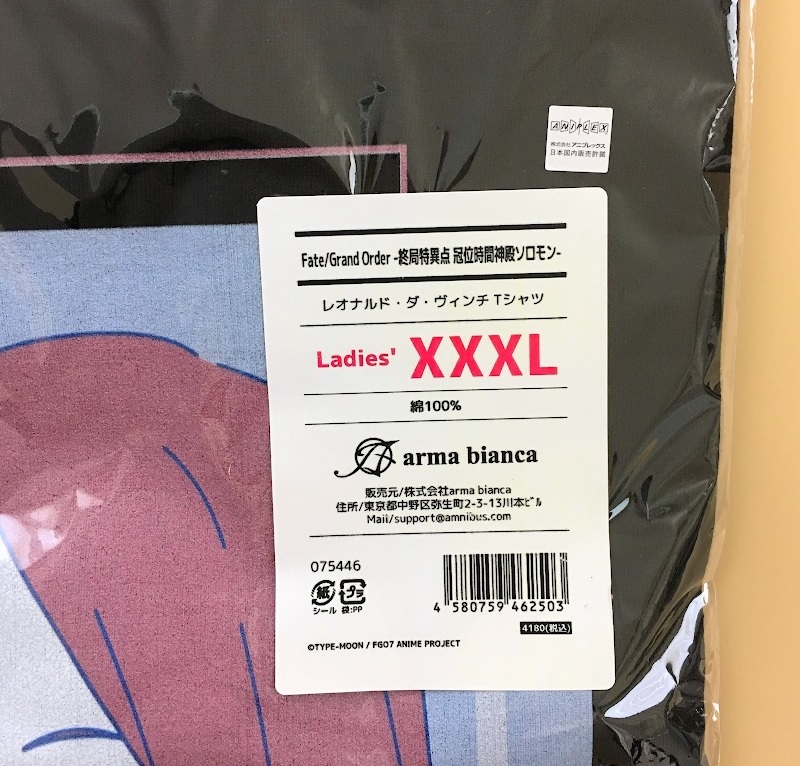 ANIPLEX
株式会社アニプレックス
日本国内販売許諾
Fate/Grand Order -終局特異点 冠位時間神殿ソロモン-
レオナルド・ダ・ヴィンチ Tシャツ
Ladies' XXXL
綿100%
arma bianca
販売元/株式会社arma bianca
住所/東京都中野区弥生町2-3-13川本ビル
Mail/support@amnibus.com
075446
紙 プラ
シール 袋:PP
4 580759 462503
4180(税込)
©TYPE-MOON / FGO7 ANIME PROJECT